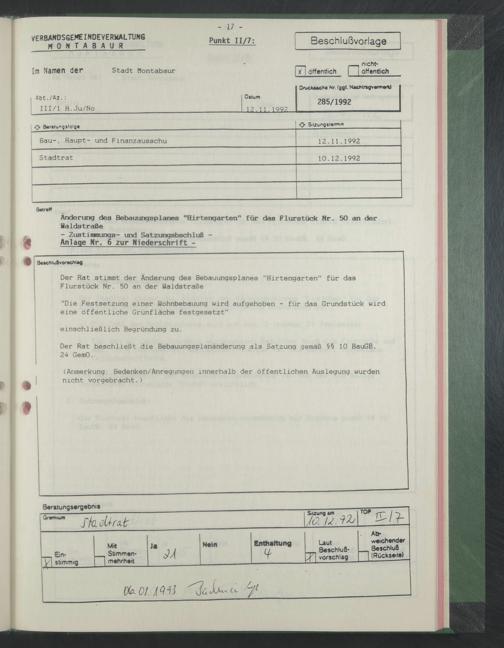 - 17 -
VERBANDSGEMEINDEVERWALTUNG
MONTABAUR
Punkt II/7:
Beschlußvorlage
Im Namen der Stadt Montabaur
x öffentlich
nicht-
öffentlich
Abt./Az.:
III/1 H.Ju/No
Datum
12.11.1992
Drucksache Nr. (ggf. Nachtragsvermerk)
285/1992
Beratungsfolge
Sitzungstermin
Bau-, Haupt- und Finanzausschu
12.11.1992
Stadtrat
10.12.1992
Betreff
Änderung des Bebauungsplanes "Hirtengarten" für das Flurstück Nr. 50 an der
Waldstraße
- Zustimmungs- und Satzungsbeschluß -
Anlage Nr. 6 zur Niederschrift -
Beschlußvorschlag
Der Rat stimmt der Änderung des Bebauungsplanes "Hirtengarten" für das
Flurstück Nr. 50 an der Waldstraße
"Die Festsetzung einer Wohnbebauung wird aufgehoben - für das Grundstück wird
eine öffentliche Grünfläche festgesetzt"
einschließlich Begründung zu.
Der Rat beschließt die Bebauungsplanänderung als Satzung gemäß §§ 10 BauGB,
24 GemO.
(Anmerkung: Bedenken/Anregungen innerhalb der öffentlichen Auslegung wurden
nicht vorgebracht.)
Beratungsergebnis
Gremium
Stadtrat
Sitzung am
10.12.92
TOP
II/7
x Ein-
stimmig
Mit
Stimmen-
mehrheit
Ja
21
Nein
Enthaltung
4
x Laut
Beschluß-
vorschlag
Ab-
weichender
Beschluß
(Rückseite)
01.1993